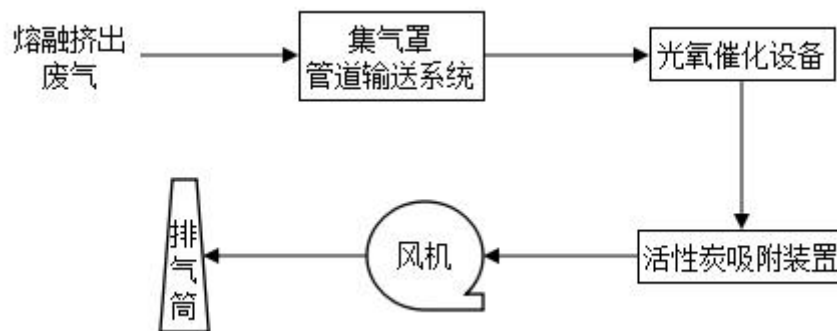 熔融挤出
废气
集气罩
管道输送系统
光氧催化设备
排气筒
风机
活性炭吸附装置